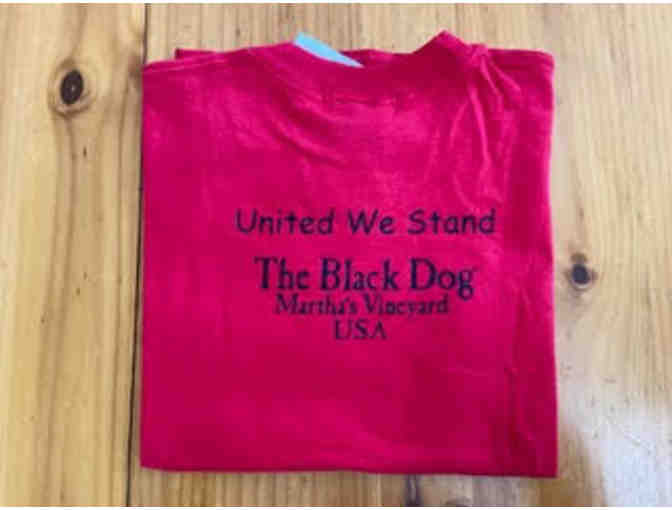 United We Stand
The Black Dog
Martha's Vineyard
USA